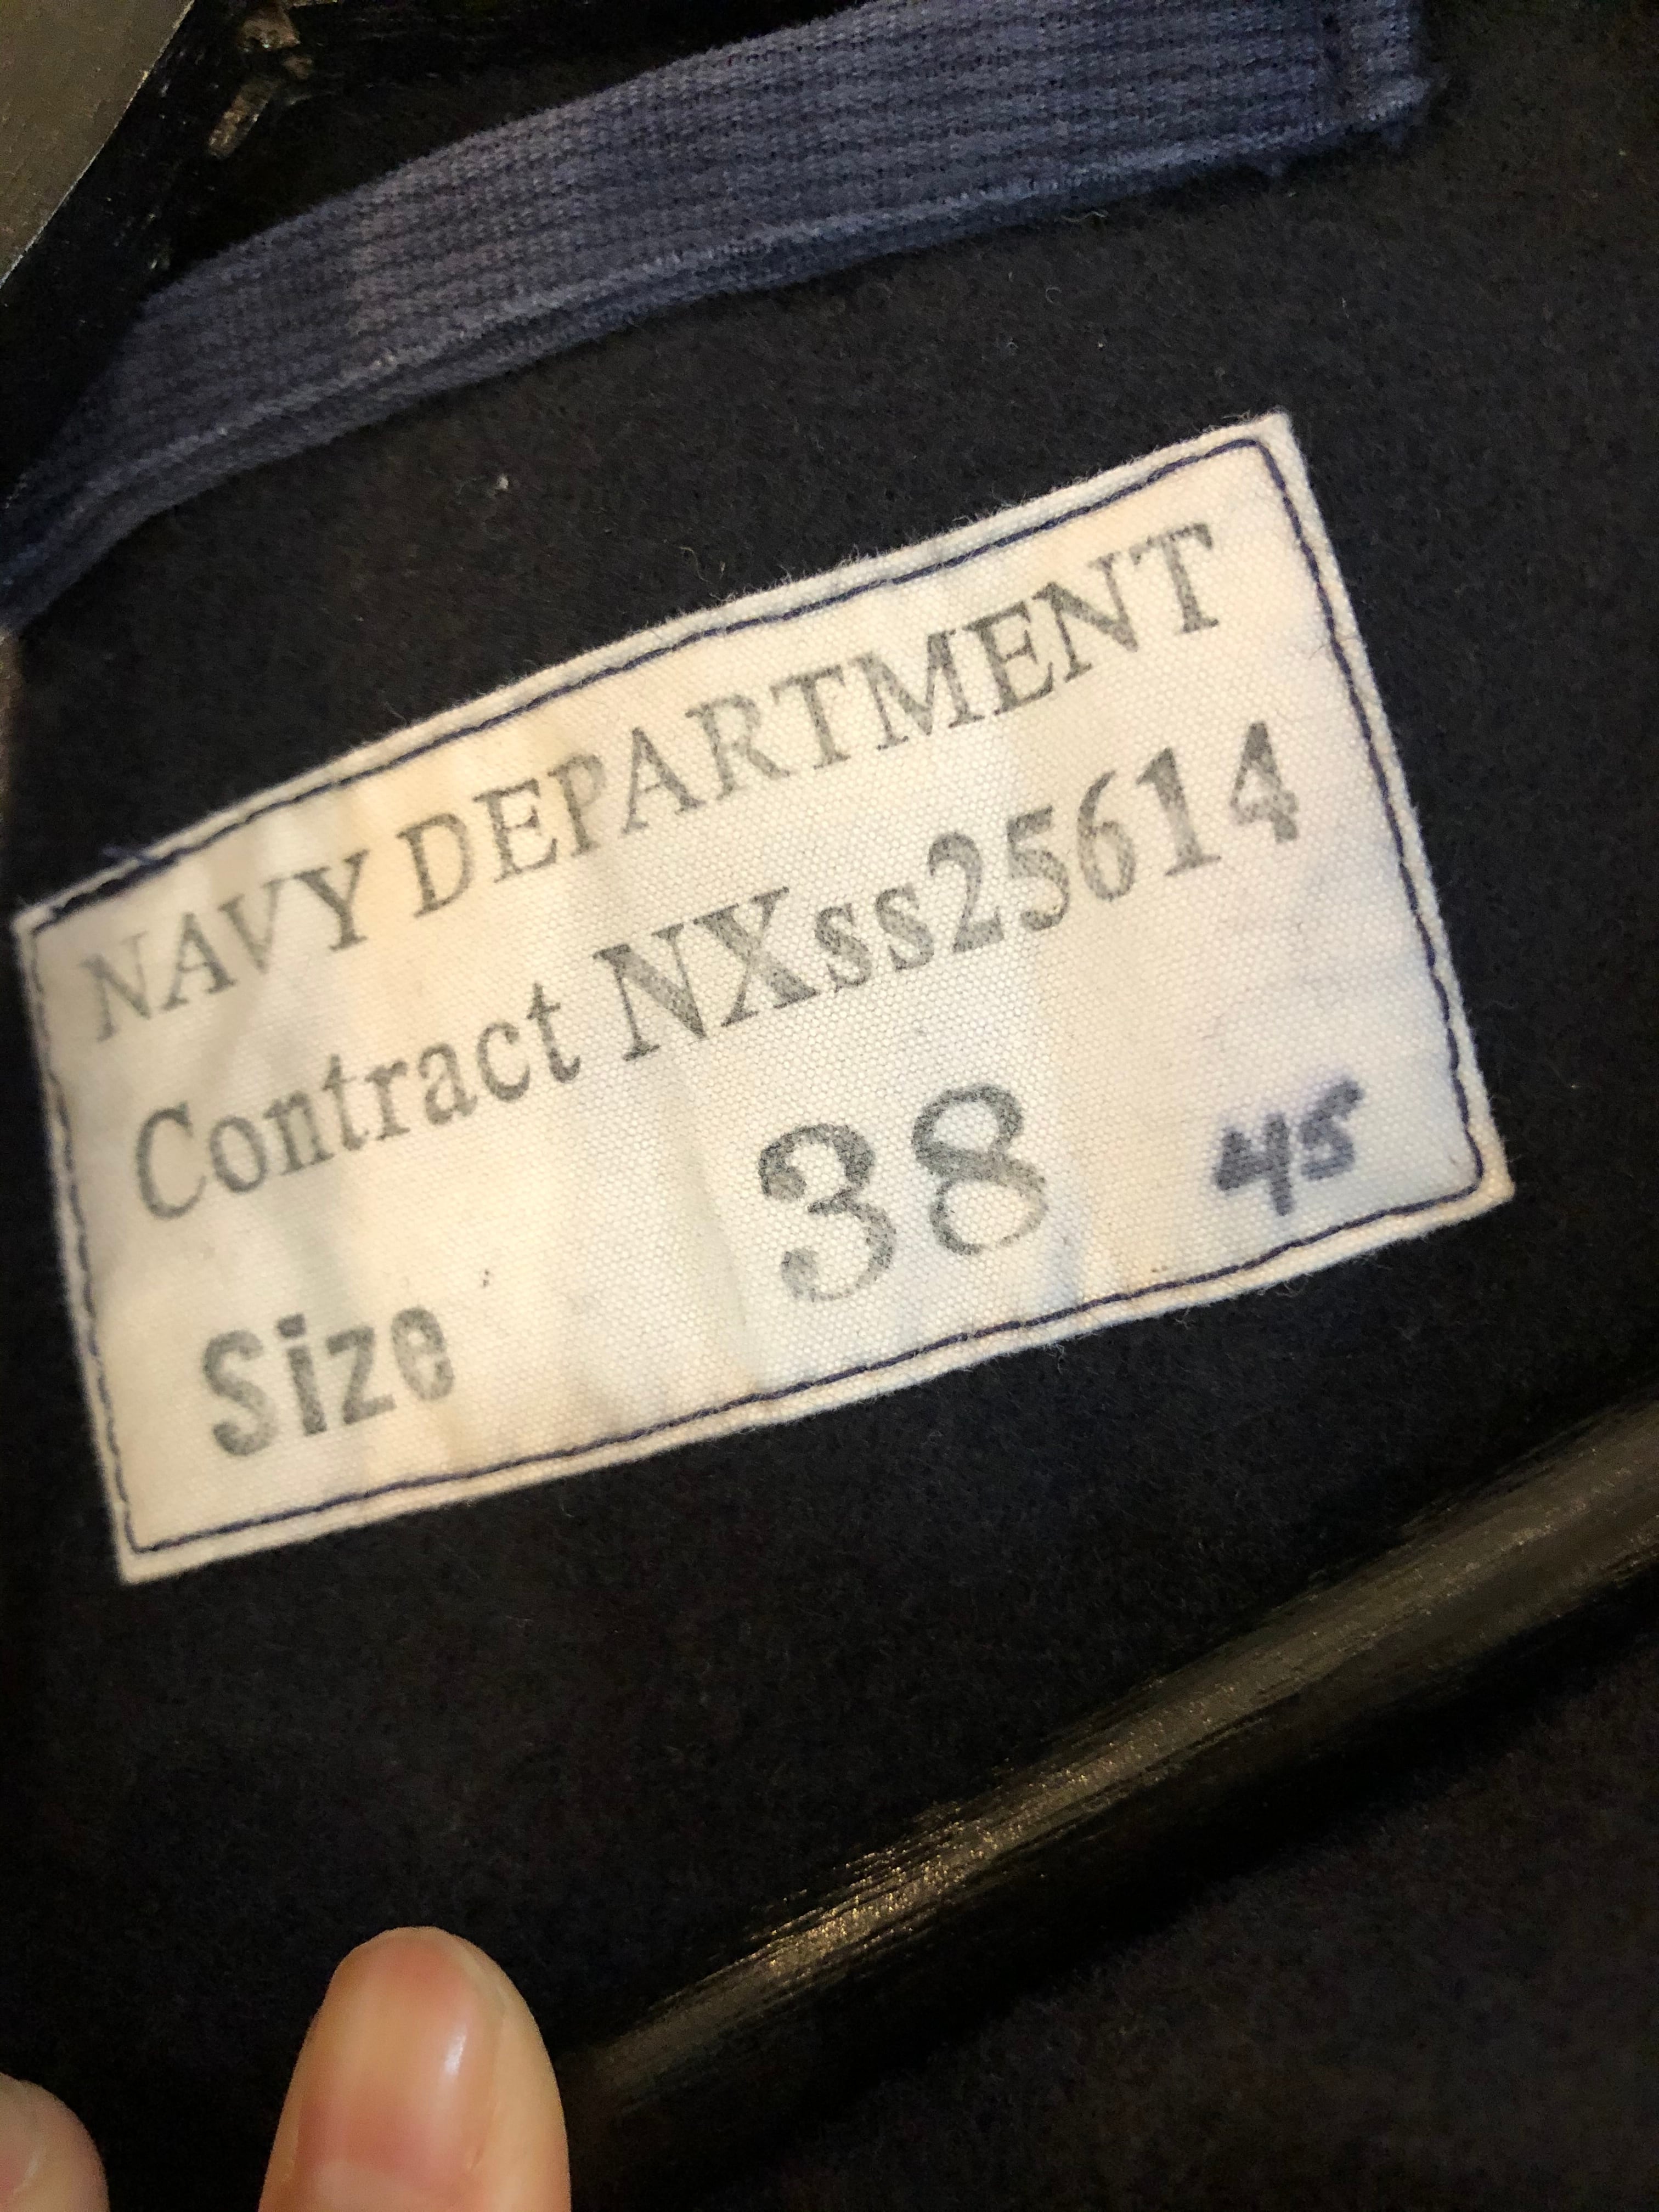 NAVY DEPARTMENT
Contract NXss25614
Size 38 45